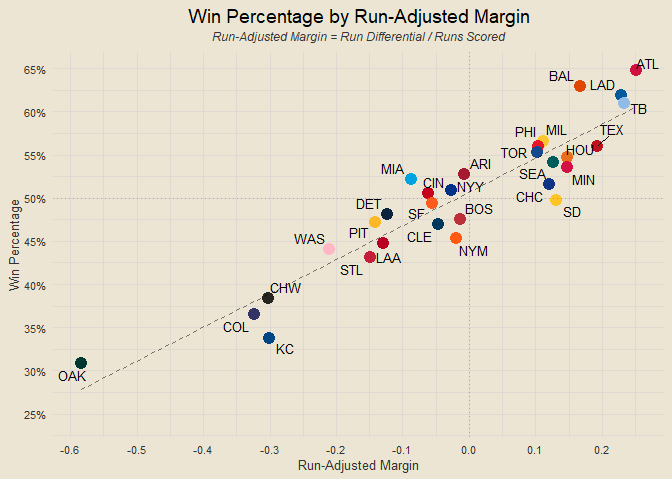 Win Percentage by Run-Adjusted Margin
Run-Adjusted Margin = Run Differential / Runs Scored
65%
ATL
BAL
LAD
60%
TB
PHI
MIL
TEX
55%
TOR
HOU
MIA
ARI
SEA
MIN
CIN
NYY
50%
CHC
SD
DET
SF
BOS
PIT
CLE
45%
WAS
NYM
STL
LAA
40%
CHW
COL
35%
KC
30%
OAK
25%
Win Percentage
-0.6
-0.5
-0.4
-0.3
-0.2
-0.1
0.0
0.1
0.2
Run-Adjusted Margin